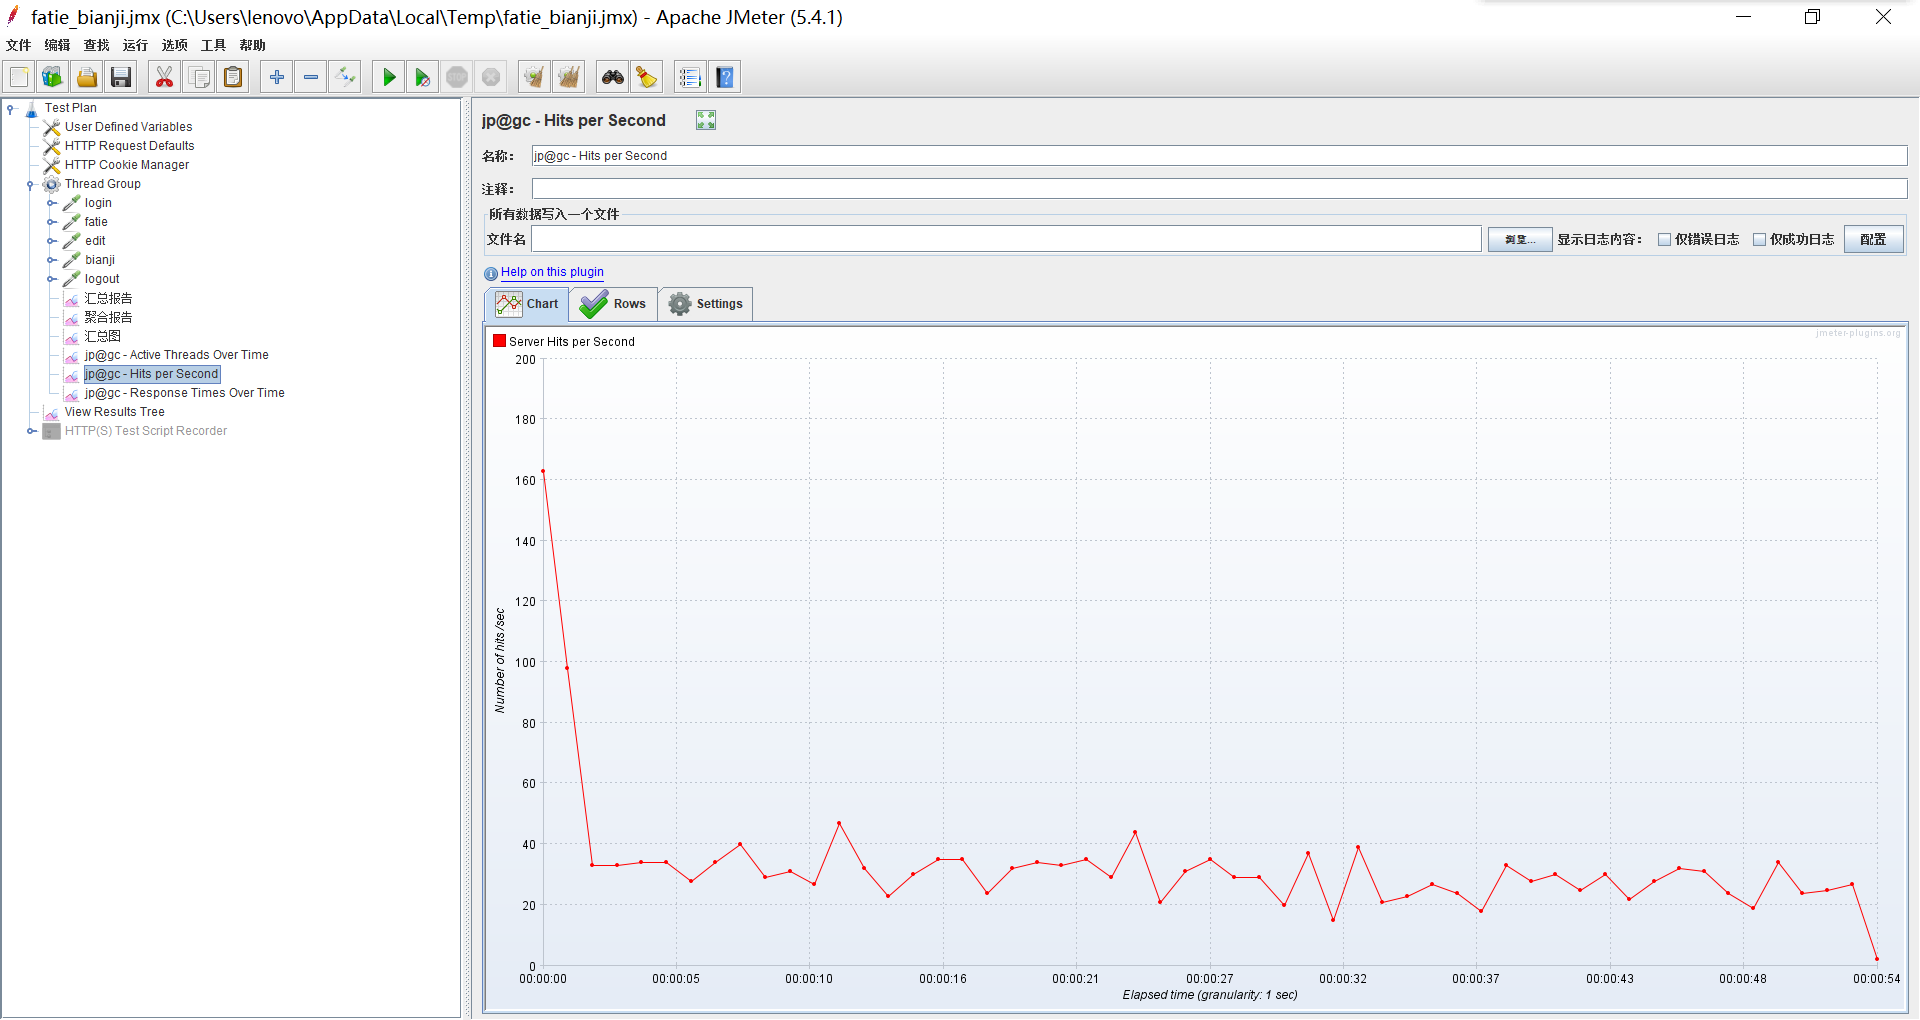 fatie_bianji.jmx (C:\Users\lenovo\AppData\Local\Temp\fatie_bianji.jmx) - Apache JMeter (5.4.1)
文件 编辑 查找 运行 选项 工具 帮助
STOP
Test Plan
User Defined Variables
HTTP Request Defaults
HTTP Cookie Manager
Thread Group
login
fatie
edit
bianji
logout
汇总报告
聚合报告
汇总图
jp@gc - Active Threads Over Time
jp@gc - Hits per Second
jp@gc - Response Times Over Time
View Results Tree
HTTP(S) Test Script Recorder
jp@gc - Hits per Second
名称: jp@gc - Hits per Second
注释:
所有数据写入一个文件
文件名 浏览... 显示日志内容: 仅错误日志 仅成功日志 配置
Help on this plugin
Chart Rows Settings
jmeter-plugins.org
Server Hits per Second
200
180
160
140
120
100
80
60
40
20
0
Number of hits /sec
00:00:00 00:00:05 00:00:10 00:00:16 00:00:21 00:00:27 00:00:32 00:00:37 00:00:43 00:00:48 00:00:54
Elapsed time (granularity: 1 sec)